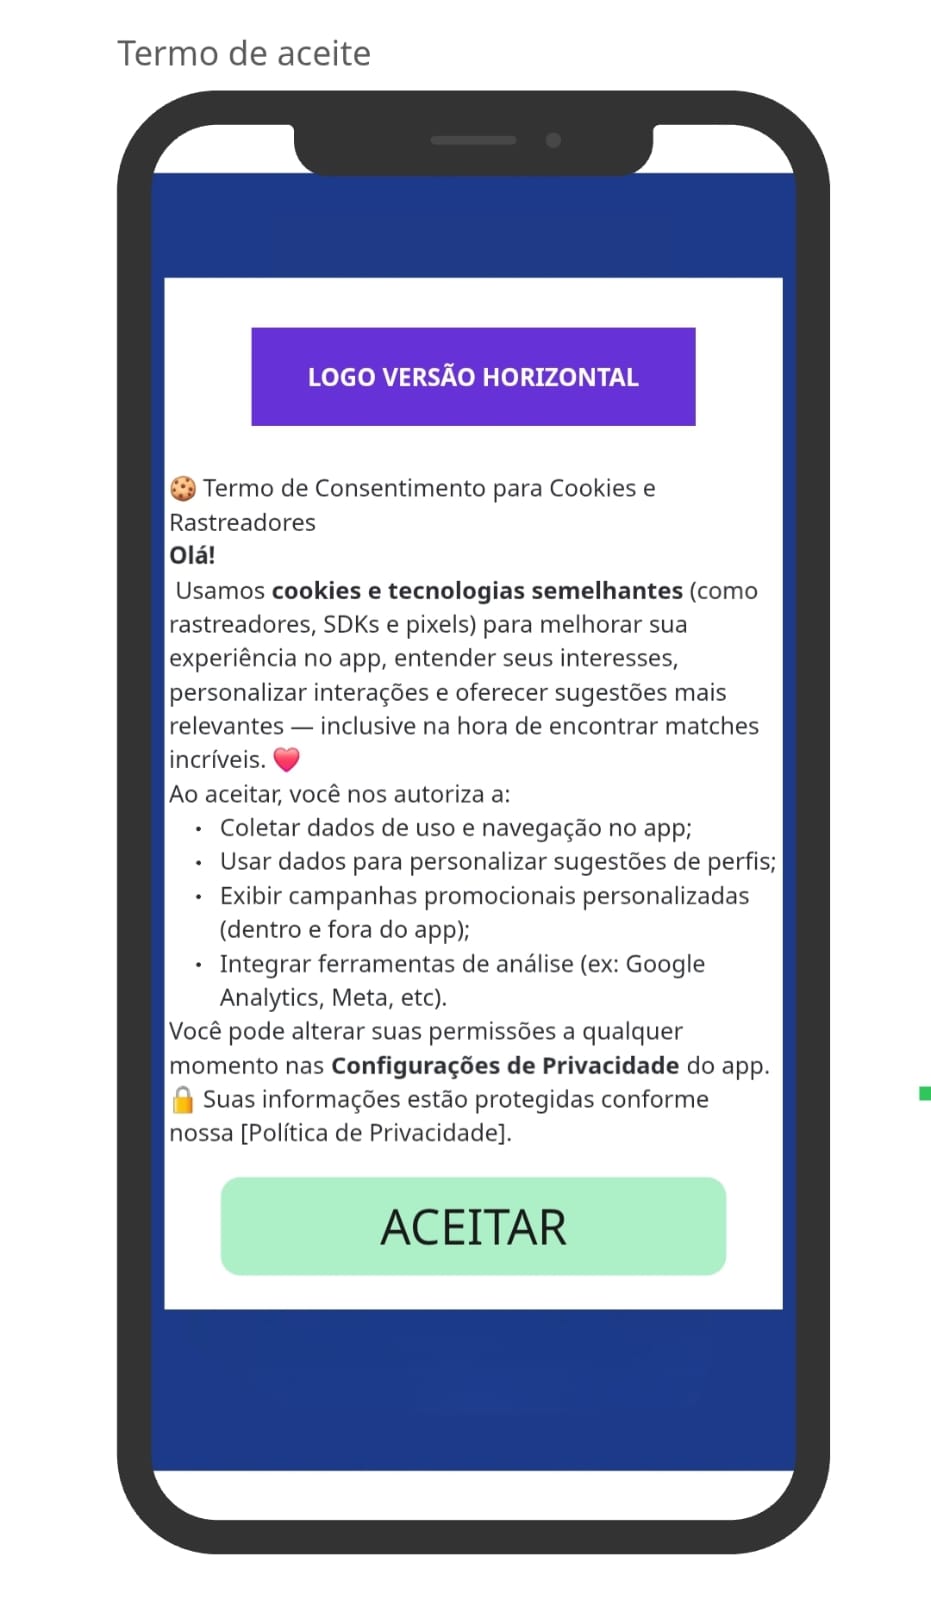 Termo de aceite
LOGO VERSÃO HORIZONTAL
🍪 Termo de Consentimento para Cookies e
Rastreadores
Olá!
Usamos cookies e tecnologias semelhantes (como
rastreadores, SDKs e pixels) para melhorar sua
experiência no app, entender seus interesses,
personalizar interações e oferecer sugestões mais
relevantes — inclusive na hora de encontrar matches
incríveis. ❤️
Ao aceitar, você nos autoriza a:
• Coletar dados de uso e navegação no app;
• Usar dados para personalizar sugestões de perfis;
• Exibir campanhas promocionais personalizadas
(dentro e fora do app);
• Integrar ferramentas de análise (ex: Google
Analytics, Meta, etc).
Você pode alterar suas permissões a qualquer
momento nas Configurações de Privacidade do app.
🔒 Suas informações estão protegidas conforme
nossa [Política de Privacidade].
ACEITAR